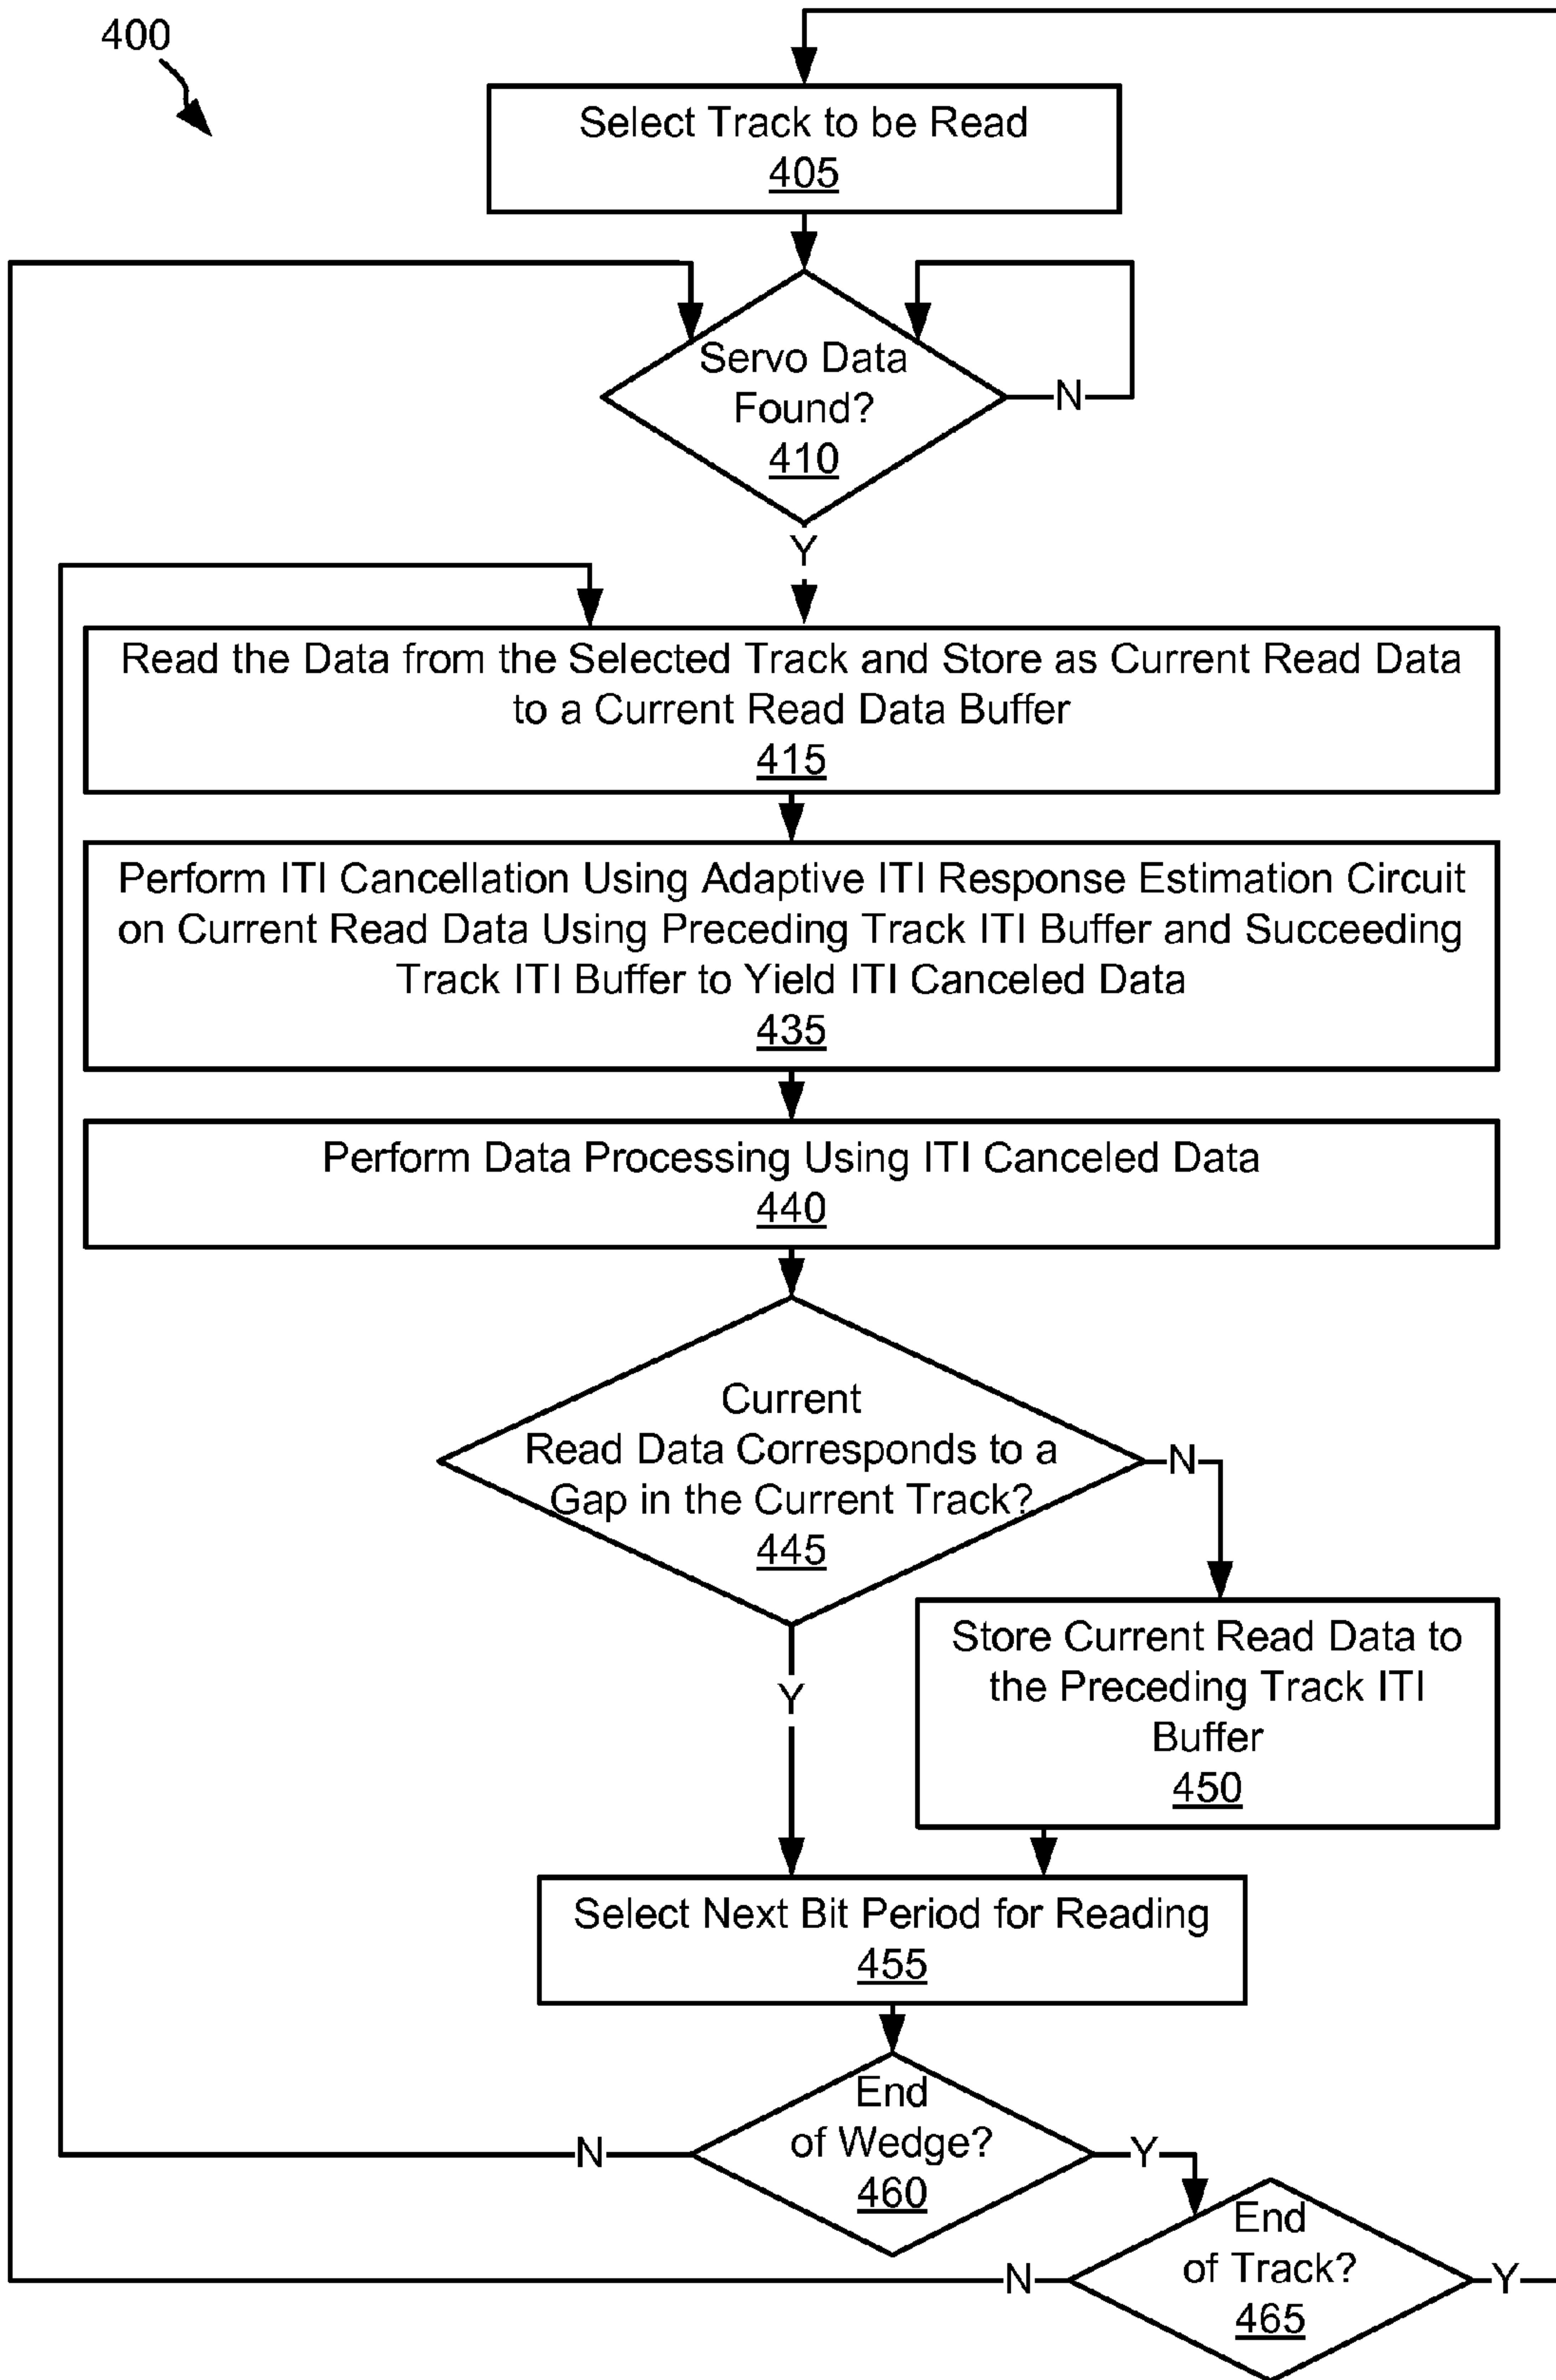 400
Select Track to be Read
405
Servo Data
Found?
410
N
Y
Read the Data from the Selected Track and Store as Current Read Data
to a Current Read Data Buffer
415
Perform ITI Cancellation Using Adaptive ITI Response Estimation Circuit
on Current Read Data Using Preceding Track ITI Buffer and Succeeding
Track ITI Buffer to Yield ITI Canceled Data
435
Perform Data Processing Using ITI Canceled Data
440
Current
Read Data Corresponds to a
Gap in the Current Track?
445
N
Y
Store Current Read Data to
the Preceding Track ITI
Buffer
450
Select Next Bit Period for Reading
455
End
of Wedge?
460
N
Y
End
of Track?
465
N
Y